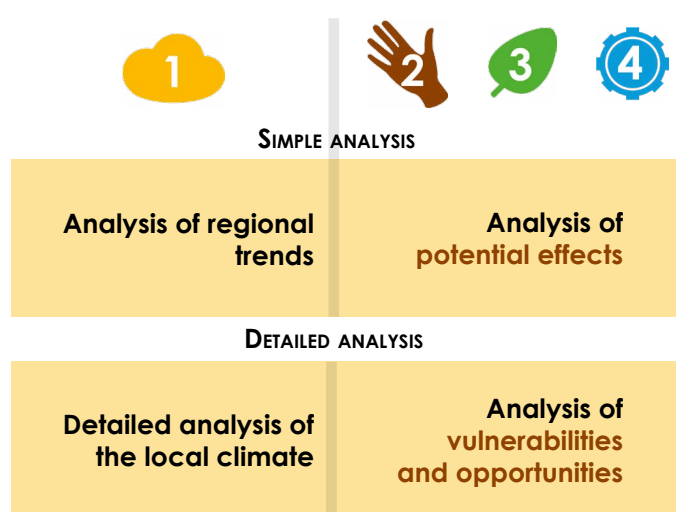 1
2
3
4
Simple analysis
Analysis of regional
trends
Analysis of
potential effects
Detailed analysis
Detailed analysis of
the local climate
Analysis of
vulnerabilities
and opportunities